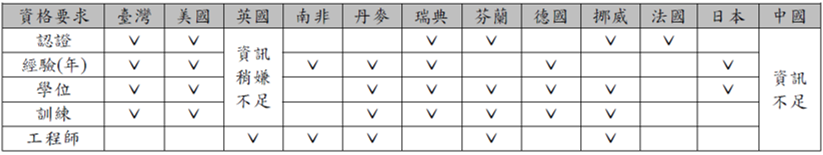 資格要求 臺灣 美國 英國 南非 丹麥 瑞典 芬蘭 德國 挪威 法國 日本 中國
認證 ∨ ∨ ∨ ∨ ∨ ∨
經驗(年) ∨ ∨ ∨ ∨ ∨ ∨ ∨
學位 ∨ ∨ ∨ ∨ ∨ ∨ ∨ ∨
訓練 ∨ ∨ ∨ ∨ ∨ ∨ ∨
工程師 ∨ ∨ ∨ ∨ ∨
資訊
稍嫌
不足
資訊
不足